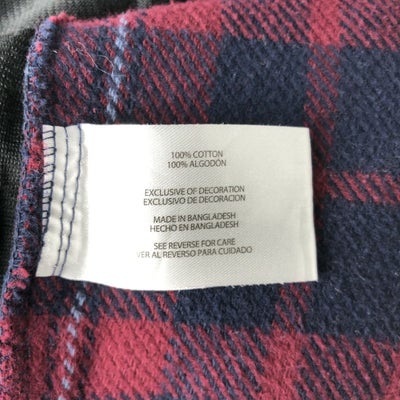 100% COTTON
100% ALGODÓN
EXCLUSIVE OF DECORATION
EXCLUSIVO DE DECORACION
MADE IN BANGLADESH
HECHO EN BANGLADESH
SEE REVERSE FOR CARE
VER AL REVERSO PARA CUIDADO